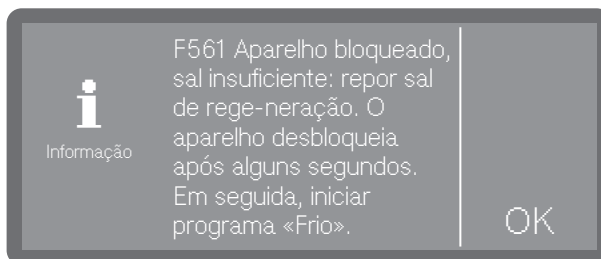 F561 Aparelho bloqueado,
sal insuficiente: repor sal
de rege-neração. O
aparelho desbloqueia
após alguns segundos.
Em seguida, iniciar
programa «Frio».
i
Informação
OK